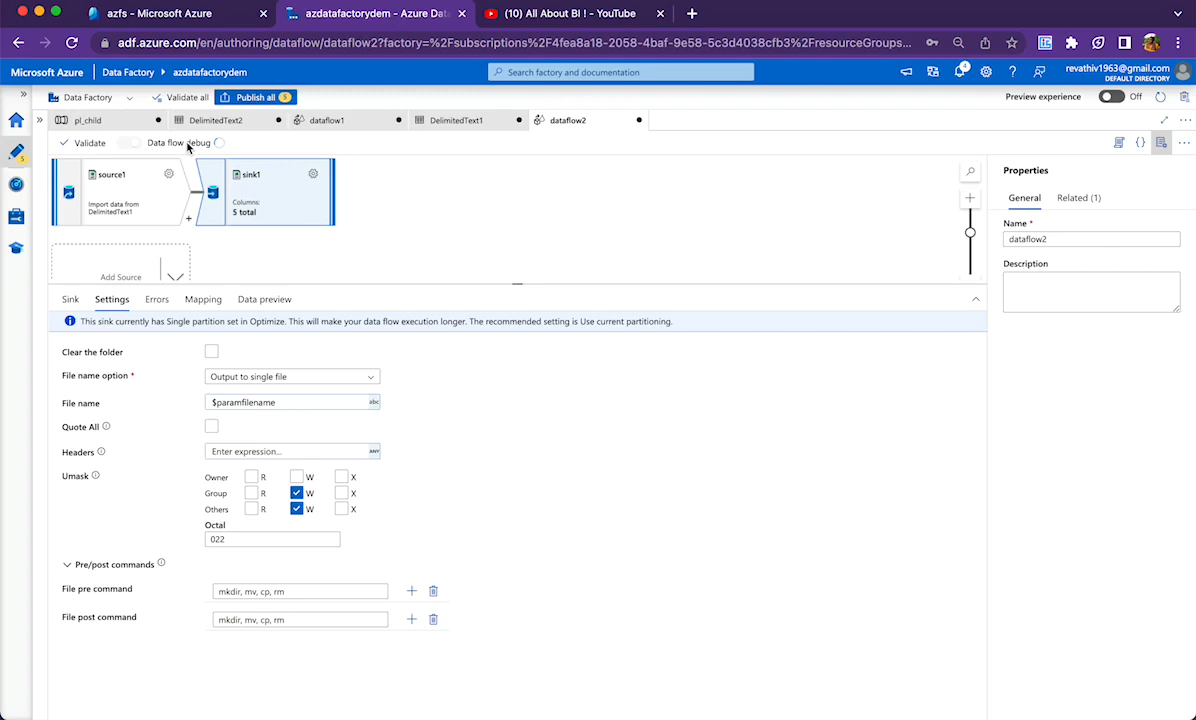 azfs - Microsoft Azure
azdatafactorydem - Azure Dat
(10) All About BI ! - YouTube
adf.azure.com/en/authoring/dataflow/dataflow2?factory=%2Fsubscriptions%2F4fea8a18-2058-4baf-9e58-5c3d4038cfb3%2FresourceGroups...
Microsoft Azure
Data Factory
azdatafactorydem
Search factory and documentation
4
revathiv1963@gmail.com
DEFAULT DIRECTORY
Data Factory
Validate all
Publish all
5
Preview experience
Off
5
pl_child
DelimitedText2
dataflow1
DelimitedText1
dataflow2
Validate
Data flow debug
source1
Import data from
DelimitedText1
sink1
Columns:
5 total
Add Source
Properties
General
Related (1)
Name *
dataflow2
Description
Sink
Settings
Errors
Mapping
Data preview
This sink currently has Single partition set in Optimize. This will make your data flow execution longer. The recommended setting is Use current partitioning.
Clear the folder
File name option *
Output to single file
File name
$paramfilename
abc
Quote All
Headers
Enter expression...
ANY
Umask
Owner R W X
Group R W X
Others R W X
Octal
022
Pre/post commands
File pre command
mkdir, mv, cp, rm
File post command
mkdir, mv, cp, rm